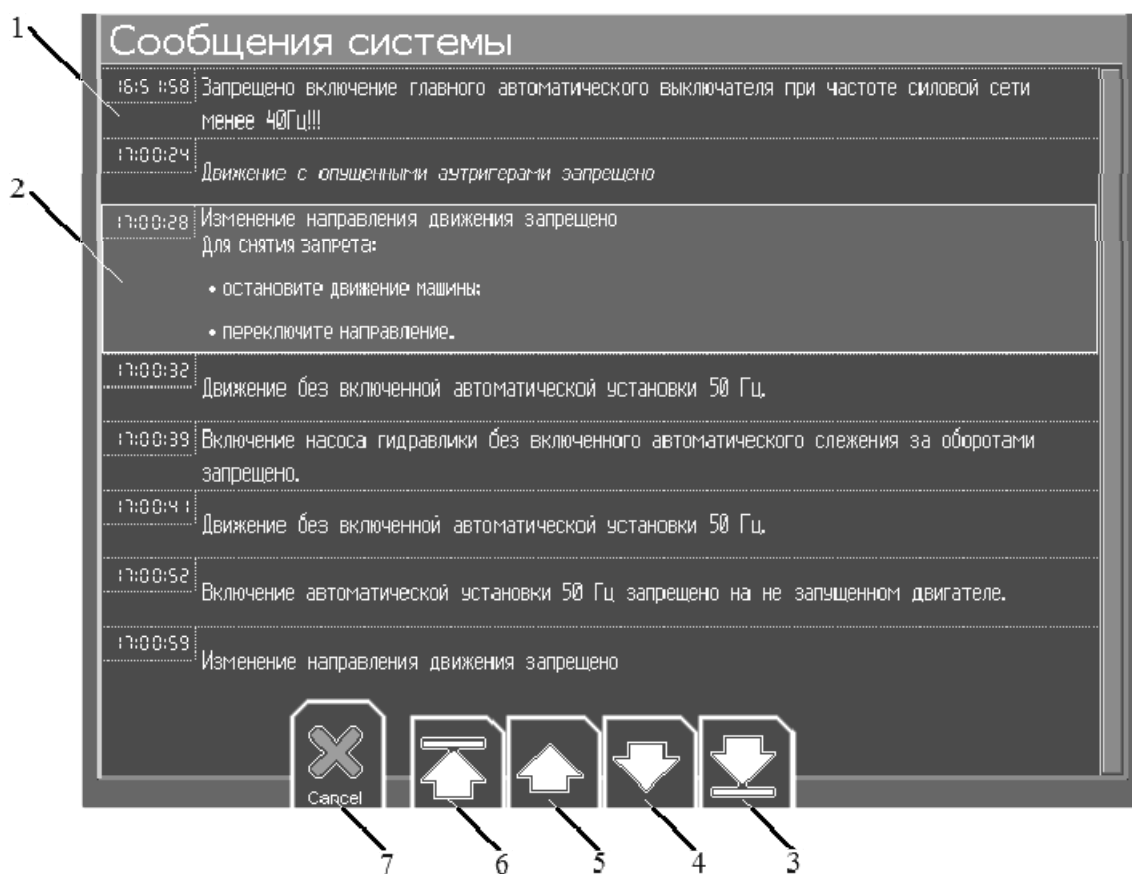 1
Сообщения системы
16:51:58 Запрещено включение главного автоматического выключателя при частоте силовой сети
менее 40Гц!!!
17:00:24
Движение с опущенными аутригерами запрещено
2
17:00:28 Изменение направления движения запрещено
Для снятия запрета:
• остановите движение машины;
• переключите направление.
17:00:32
Движение без включенной автоматической установки 50 Гц.
17:00:39 Включение насоса гидравлики без включенного автоматического слежения за оборотами
запрещено.
17:00:41
Движение без включенной автоматической установки 50 Гц.
17:00:52
Включение автоматической установки 50 Гц запрещено на не запущенном двигателе.
17:00:59
Изменение направления движения запрещено
Cancel
7 6 5 4 3